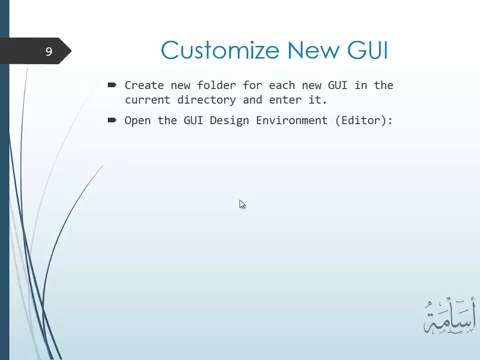 9
Customize New GUI
Create new folder for each new GUI in the
current directory and enter it.
Open the GUI Design Environment (Editor):
أسامة